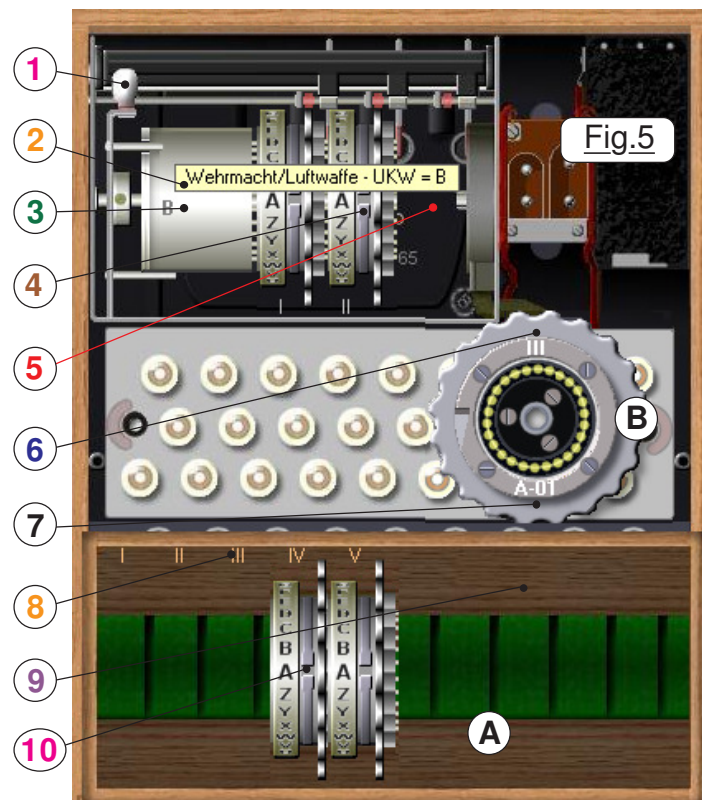 1
Fig.5
2
Wehrmacht/Luftwaffe - UKW = B
3
B
A A
Z Z
Y Y
X X
4
65
I II
5
III
6
B
A-01
7
I II III IV V
8
D D
C C
B B
9
A A
Z Z
Y Y
X X
10
A